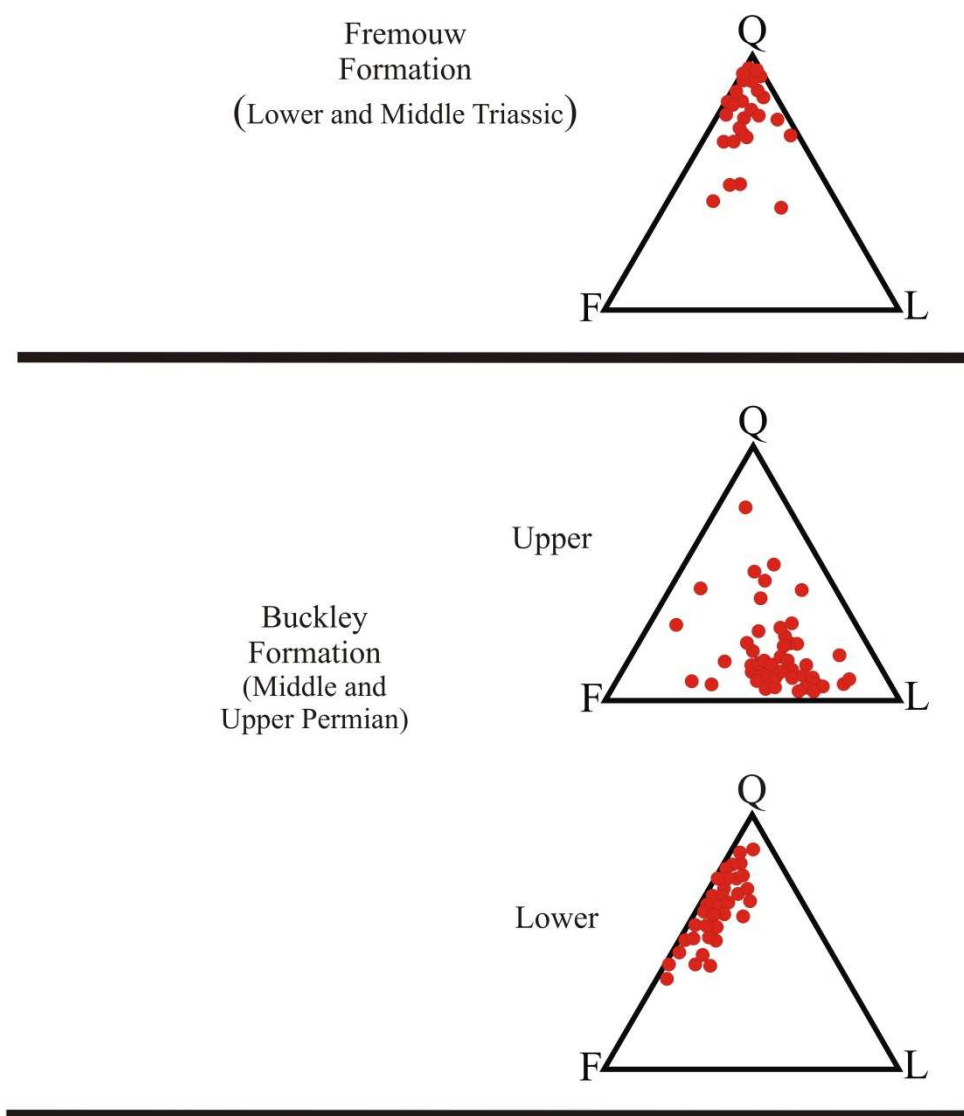 Fremouw
Formation
(Lower and Middle Triassic)
Q
F
L
Buckley
Formation
(Middle and
Upper Permian)
Upper
Q
F
L
Lower
Q
F
L